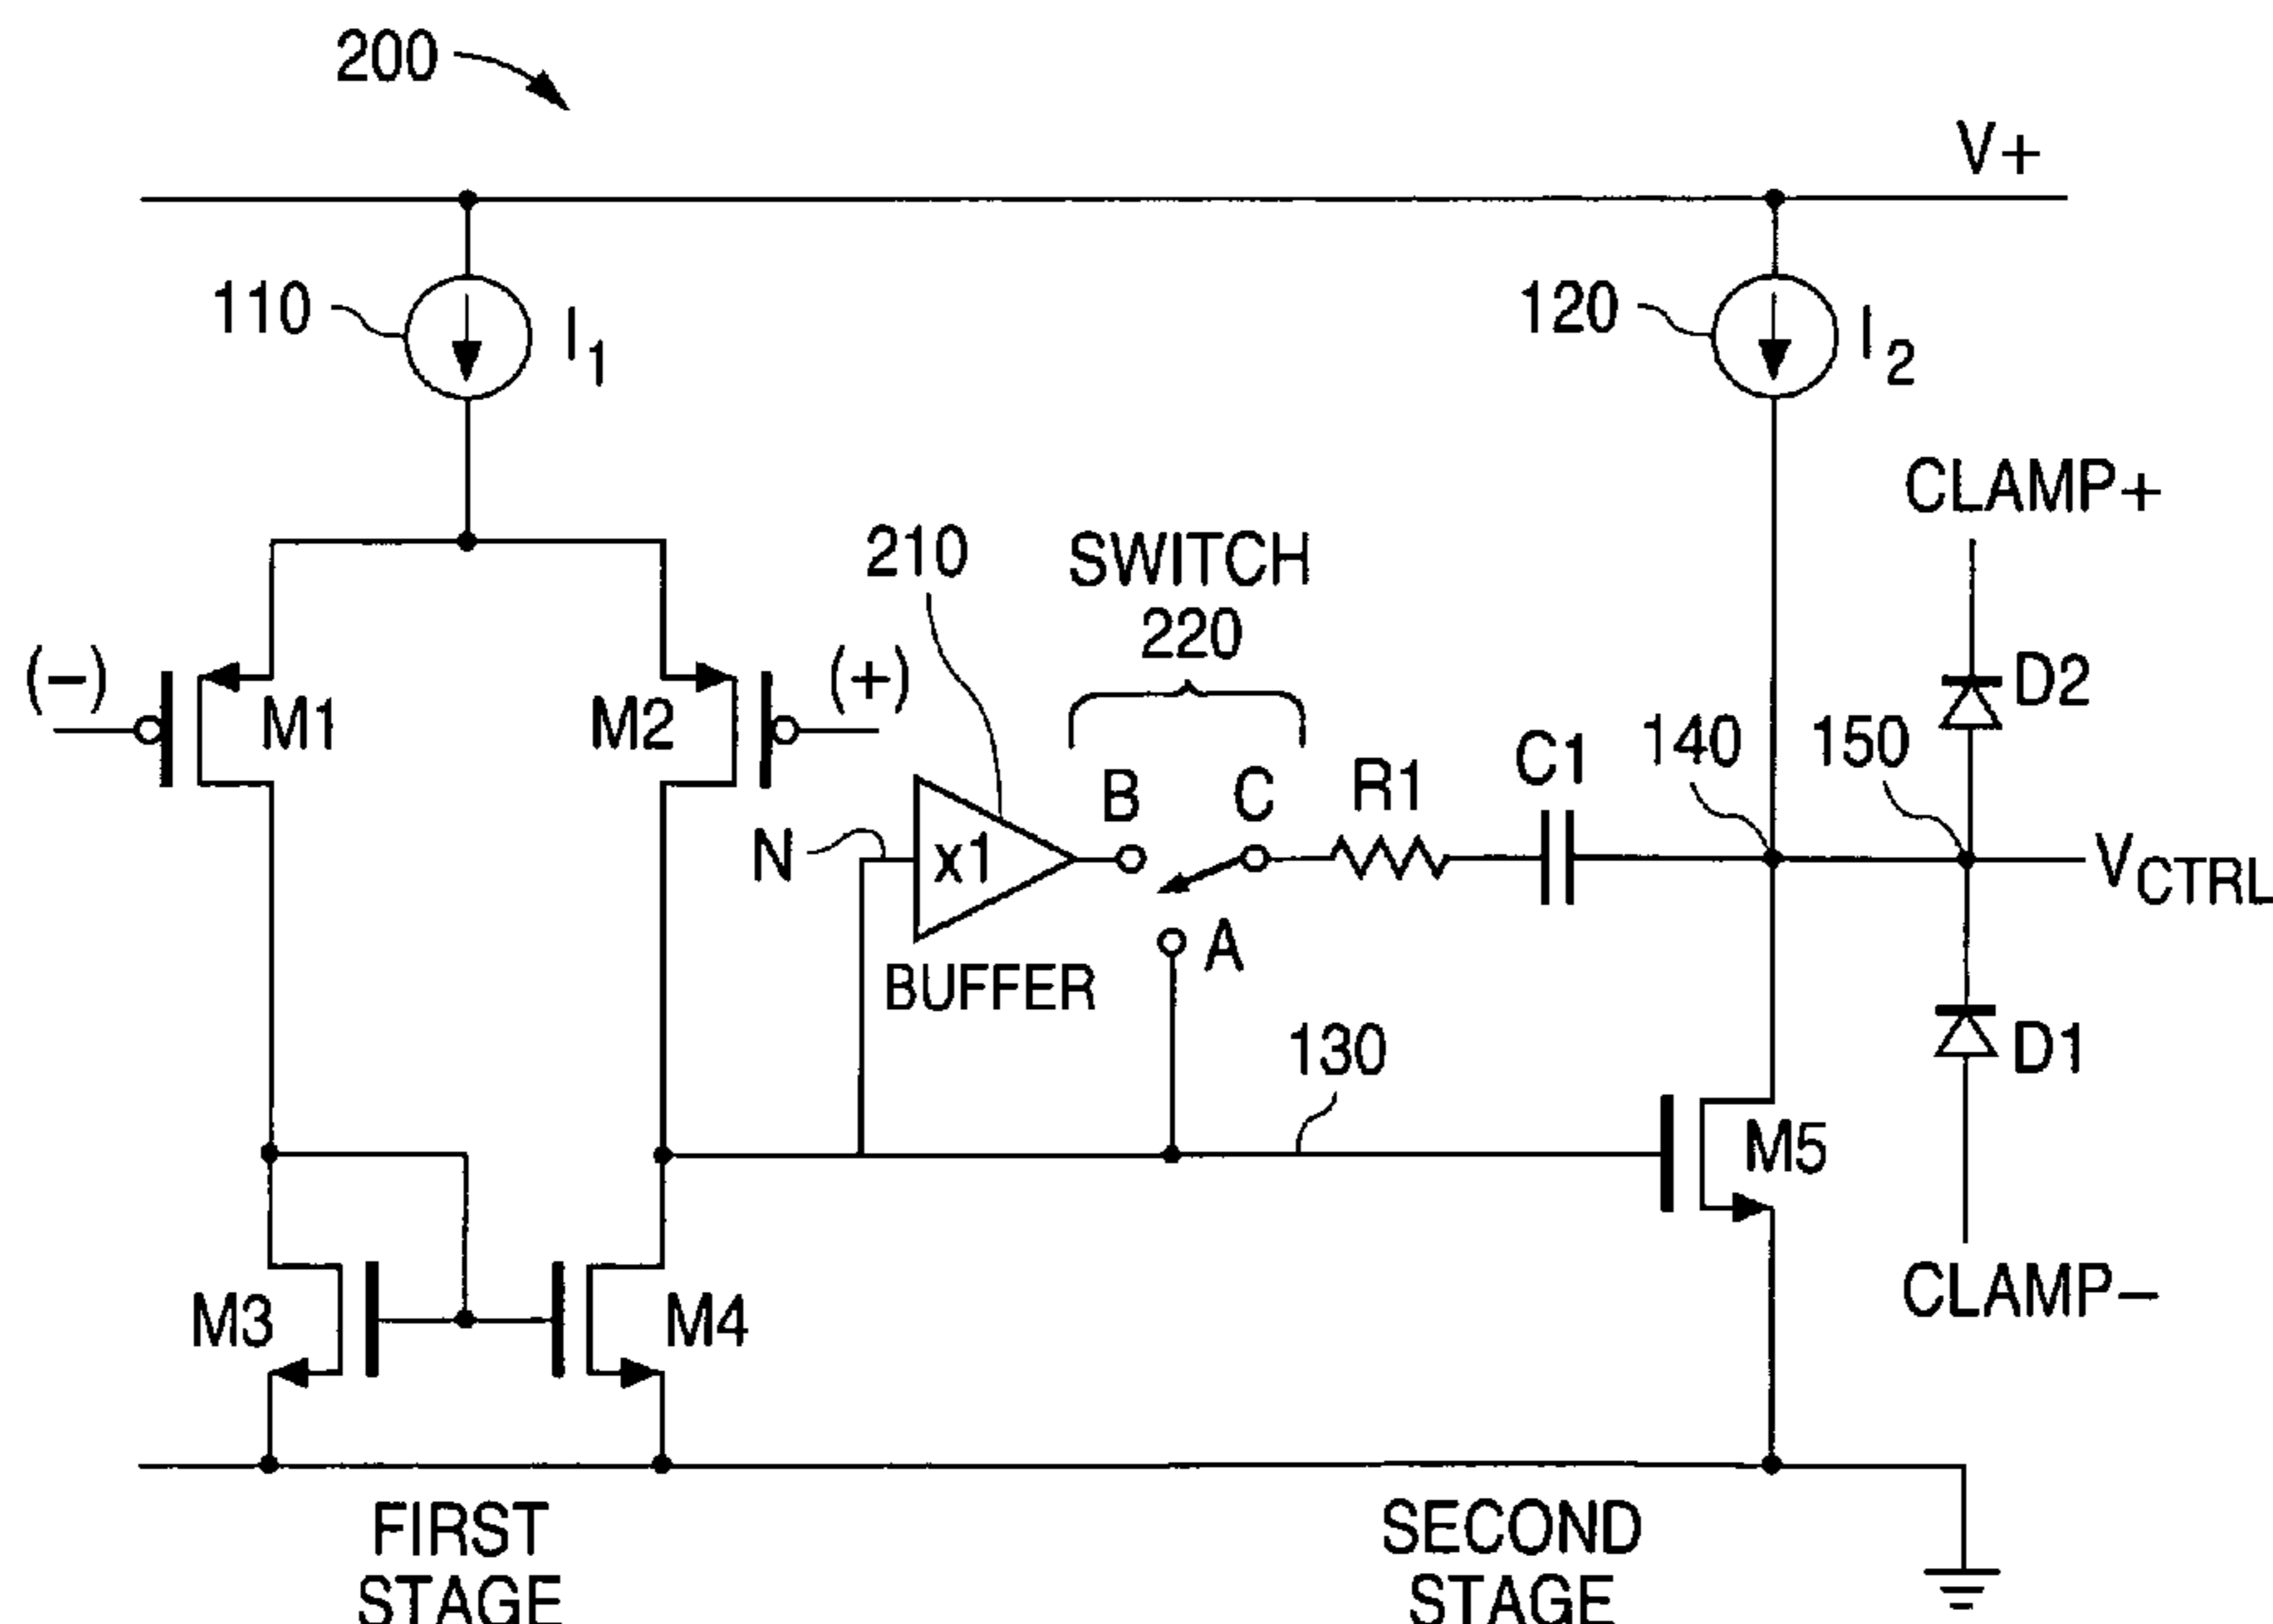 200
V+
110
I1
120
I2
CLAMP+
210
SWITCH
220
(−)
M1
M2
(+)
D2
140
150
B
C
R1
C1
N
x1
VCTRL
A
BUFFER
130
D1
M5
CLAMP−
M3
M4
FIRST
STAGE
SECOND
STAGE